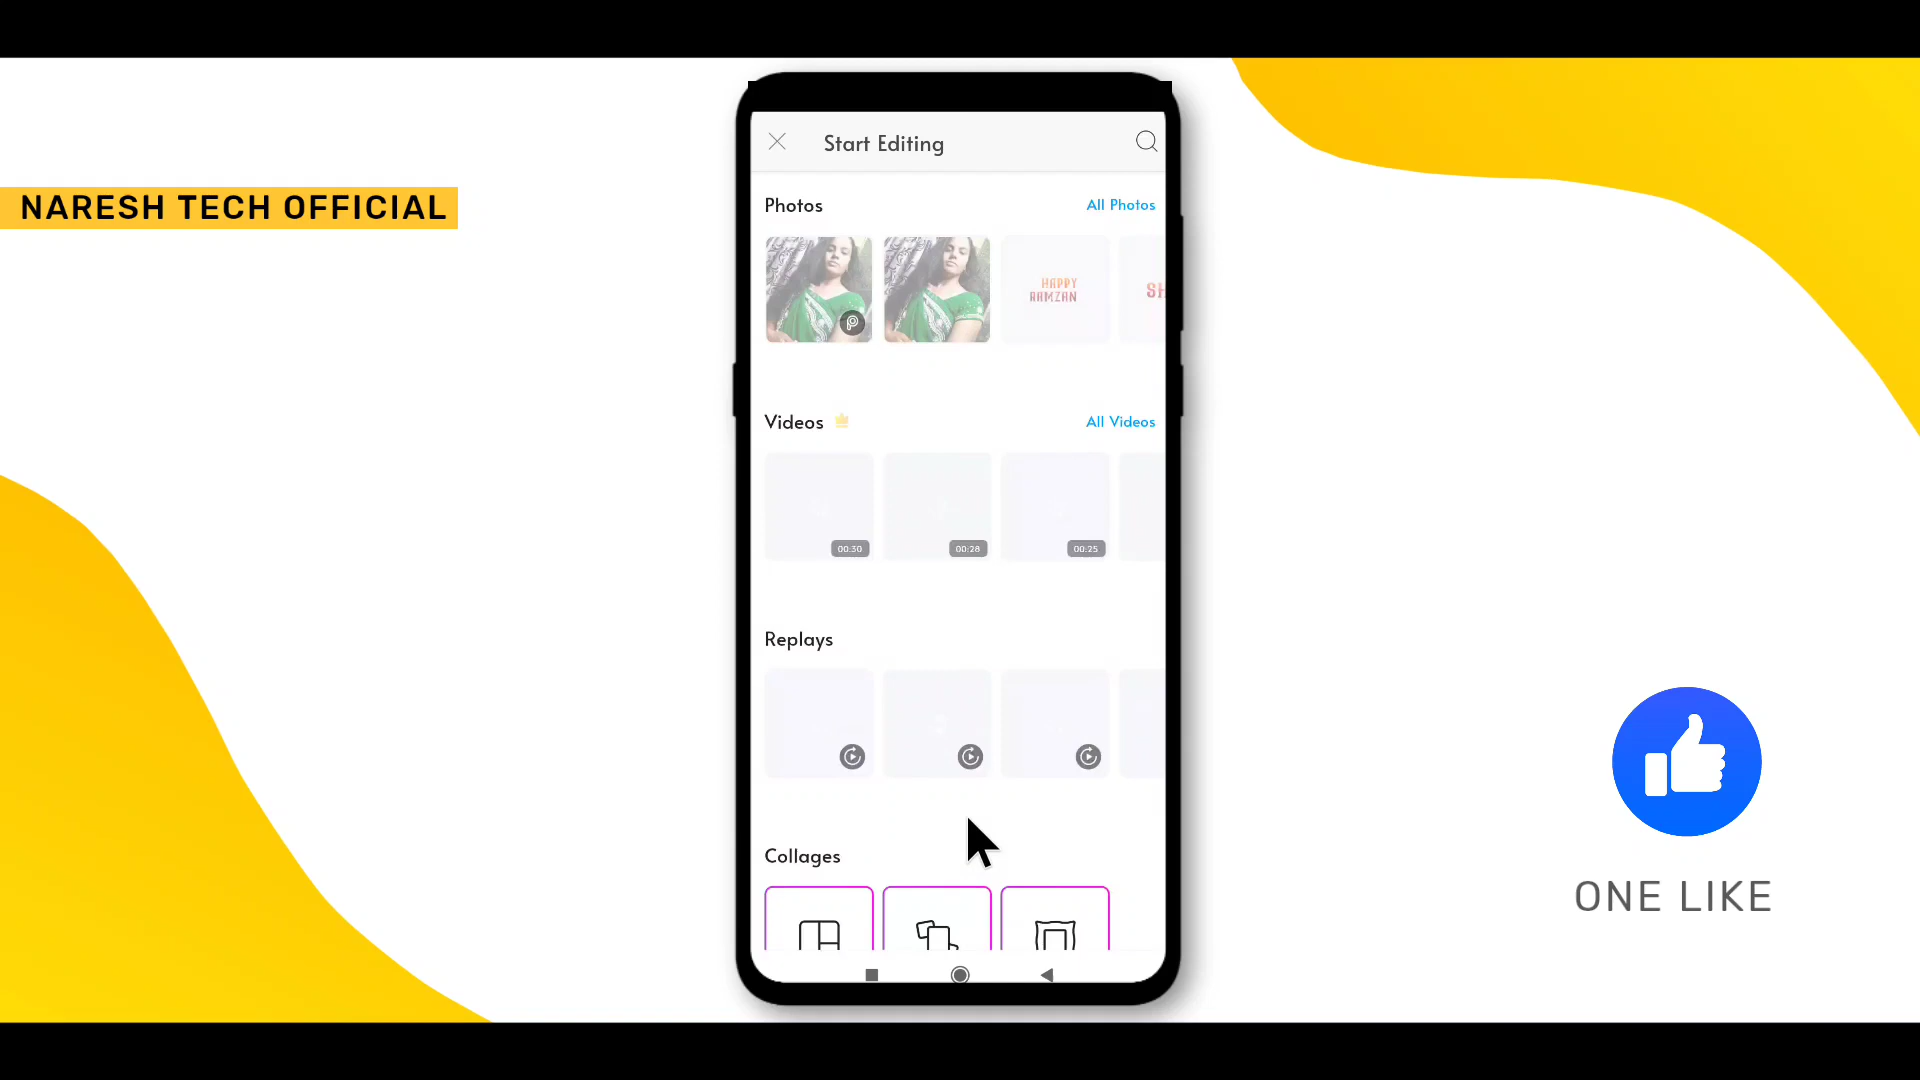 NARESH TECH OFFICIAL
Start Editing
Photos
All Photos
HAPPY
RAMZAN
SH
Videos
All Videos
00:30
00:28
00:25
Replays
Collages
ONE LIKE